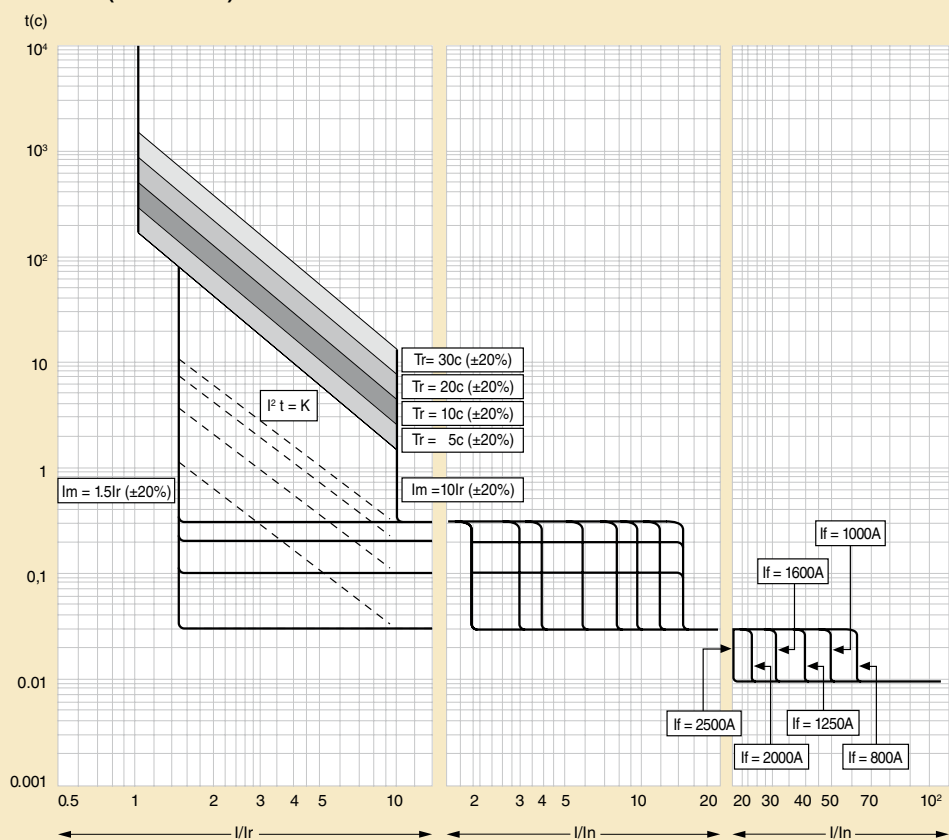 t(c)
10⁴
10³
10²
10
1
0,1
0.01
0.001
Tr= 30c (±20%)
Tr = 20c (±20%)
Tr = 10c (±20%)
Tr = 5c (±20%)
I² t = K
Im = 1.5Ir (±20%)
Im =10Ir (±20%)
If = 1000A
If = 1600A
If = 2500A
If = 1250A
If = 2000A
If = 800A
0.5 1 2 3 4 5 10
2 3 4 5 10 20
20 30 40 50 70 10²
I/Ir
I/In
I/In